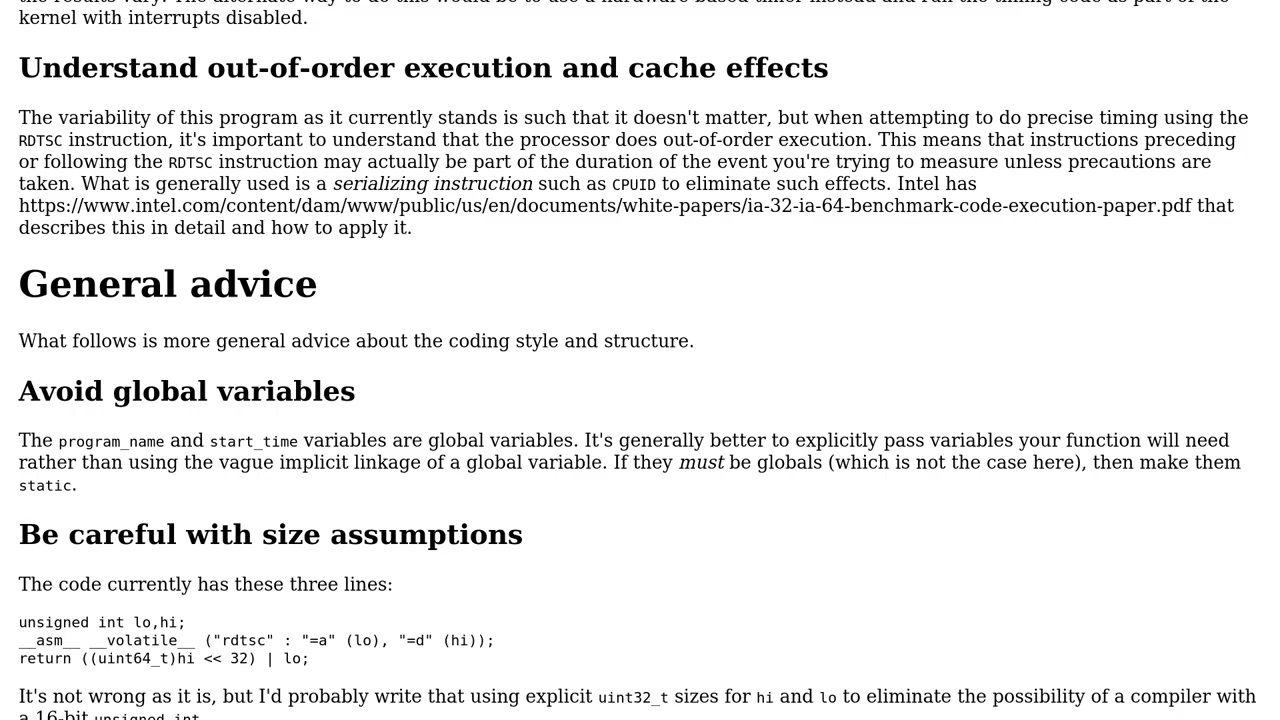 kernel with interrupts disabled.
Understand out-of-order execution and cache effects
The variability of this program as it currently stands is such that it doesn't matter, but when attempting to do precise timing using the
RDTSC instruction, it's important to understand that the processor does out-of-order execution. This means that instructions preceding
or following the RDTSC instruction may actually be part of the duration of the event you're trying to measure unless precautions are
taken. What is generally used is a serializing instruction such as CPUID to eliminate such effects. Intel has
https://www.intel.com/content/dam/www/public/us/en/documents/white-papers/ia-32-ia-64-benchmark-code-execution-paper.pdf that
describes this in detail and how to apply it.
General advice
What follows is more general advice about the coding style and structure.
Avoid global variables
The program_name and start_time variables are global variables. It's generally better to explicitly pass variables your function will need
rather than using the vague implicit linkage of a global variable. If they must be globals (which is not the case here), then make them
static.
Be careful with size assumptions
The code currently has these three lines:
unsigned int lo,hi;
__asm__ __volatile__ ("rdtsc" : "=a" (lo), "=d" (hi));
return ((uint64_t)hi << 32) | lo;
It's not wrong as it is, but I'd probably write that using explicit uint32_t sizes for hi and lo to eliminate the possibility of a compiler with
a 16-bit unsigned int.